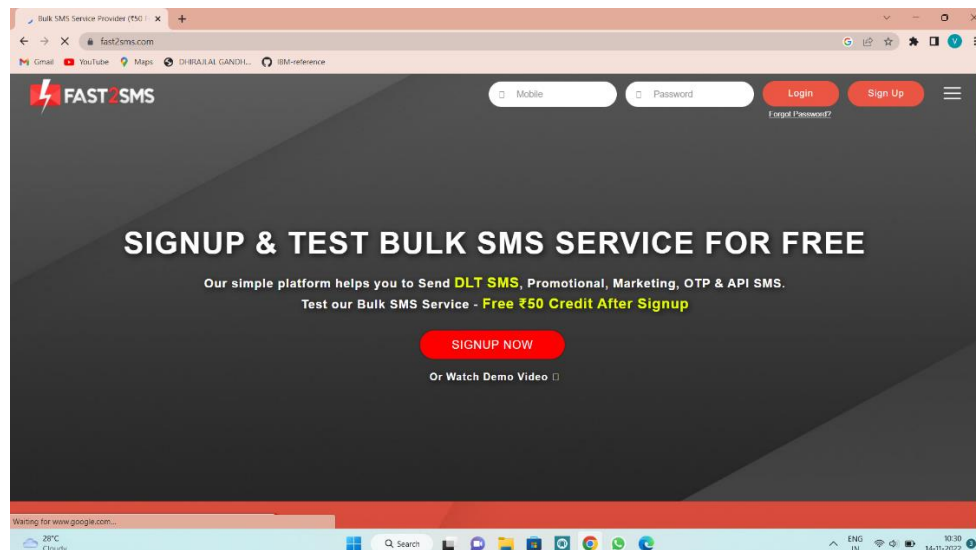 Bulk SMS Service Provider (₹50 F
fast2sms.com
Gmail YouTube Maps DHIRAJLAL GANDH... IBM-reference
FAST2SMS
Mobile Password Login Sign Up
Forgot Password?
SIGNUP & TEST BULK SMS SERVICE FOR FREE
Our simple platform helps you to Send DLT SMS, Promotional, Marketing, OTP & API SMS.
Test our Bulk SMS Service - Free ₹50 Credit After Signup
SIGNUP NOW
Or Watch Demo Video
Waiting for www.google.com...
28°C
Cloudy
Search
ENG
IN
10:30
14-11-2022